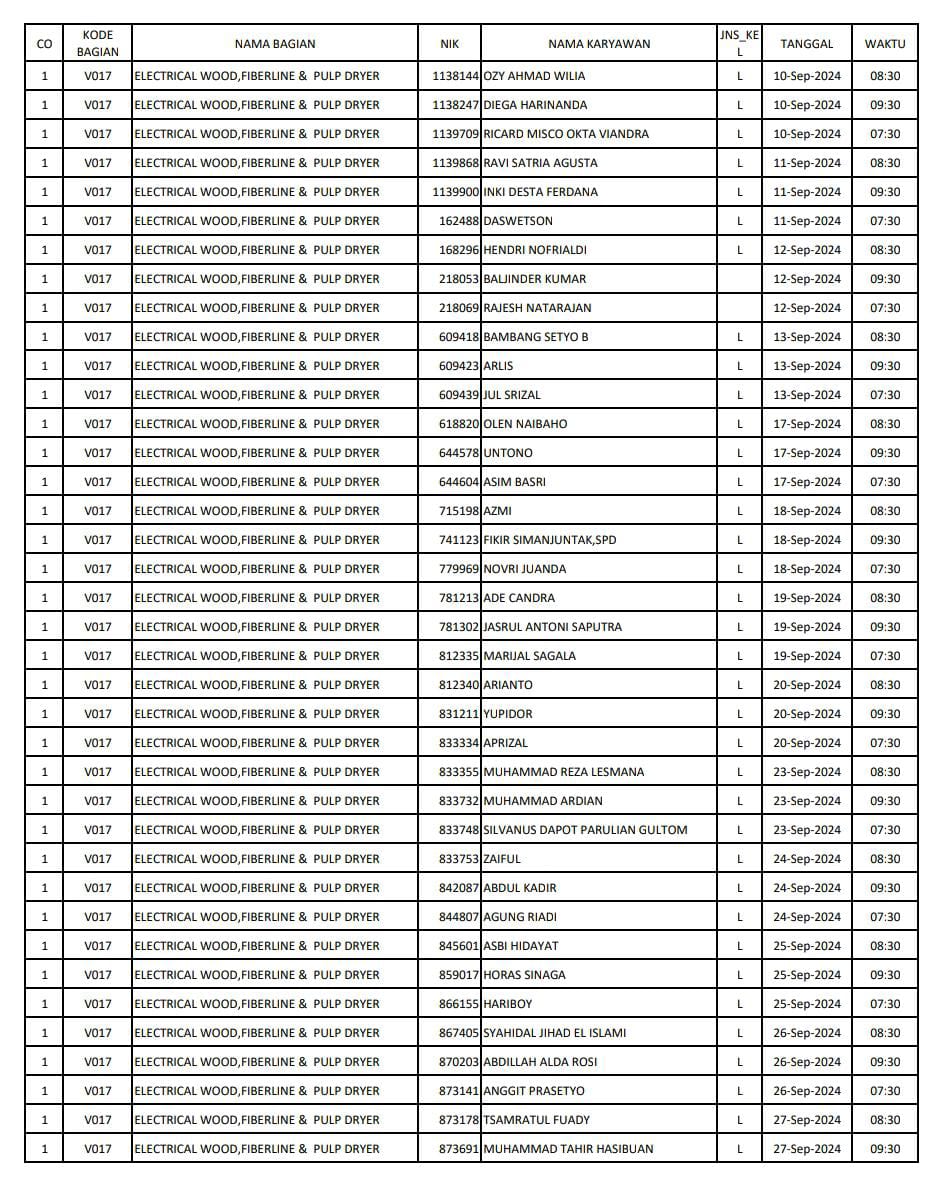 CO KODE BAGIAN NAMA BAGIAN NIK NAMA KARYAWAN JNS_KEL TANGGAL WAKTU
1 V017 ELECTRICAL WOOD,FIBERLINE & PULP DRYER 1138144 OZY AHMAD WILIA L 10-Sep-2024 08:30
1 V017 ELECTRICAL WOOD,FIBERLINE & PULP DRYER 1138247 DIEGA HARINANDA L 10-Sep-2024 09:30
1 V017 ELECTRICAL WOOD,FIBERLINE & PULP DRYER 1139709 RICARD MISCO OKTA VIANDRA L 10-Sep-2024 07:30
1 V017 ELECTRICAL WOOD,FIBERLINE & PULP DRYER 1139868 RAVI SATRIA AGUSTA L 11-Sep-2024 08:30
1 V017 ELECTRICAL WOOD,FIBERLINE & PULP DRYER 1139900 INKI DESTA FERDANA L 11-Sep-2024 09:30
1 V017 ELECTRICAL WOOD,FIBERLINE & PULP DRYER 162488 DASWETSON L 11-Sep-2024 07:30
1 V017 ELECTRICAL WOOD,FIBERLINE & PULP DRYER 168296 HENDRI NOFRIALDI L 12-Sep-2024 08:30
1 V017 ELECTRICAL WOOD,FIBERLINE & PULP DRYER 218053 BALJINDER KUMAR 12-Sep-2024 09:30
1 V017 ELECTRICAL WOOD,FIBERLINE & PULP DRYER 218069 RAJESH NATARAJAN 12-Sep-2024 07:30
1 V017 ELECTRICAL WOOD,FIBERLINE & PULP DRYER 609418 BAMBANG SETYO B L 13-Sep-2024 08:30
1 V017 ELECTRICAL WOOD,FIBERLINE & PULP DRYER 609423 ARLIS L 13-Sep-2024 09:30
1 V017 ELECTRICAL WOOD,FIBERLINE & PULP DRYER 609439 JUL SRIZAL L 13-Sep-2024 07:30
1 V017 ELECTRICAL WOOD,FIBERLINE & PULP DRYER 618820 OLEN NAIBAHO L 17-Sep-2024 08:30
1 V017 ELECTRICAL WOOD,FIBERLINE & PULP DRYER 644578 UNTONO L 17-Sep-2024 09:30
1 V017 ELECTRICAL WOOD,FIBERLINE & PULP DRYER 644604 ASIM BASRI L 17-Sep-2024 07:30
1 V017 ELECTRICAL WOOD,FIBERLINE & PULP DRYER 715198 AZMI L 18-Sep-2024 08:30
1 V017 ELECTRICAL WOOD,FIBERLINE & PULP DRYER 741123 FIKIR SIMANJUNTAK,SPD L 18-Sep-2024 09:30
1 V017 ELECTRICAL WOOD,FIBERLINE & PULP DRYER 779969 NOVRI JUANDA L 18-Sep-2024 07:30
1 V017 ELECTRICAL WOOD,FIBERLINE & PULP DRYER 781213 ADE CANDRA L 19-Sep-2024 08:30
1 V017 ELECTRICAL WOOD,FIBERLINE & PULP DRYER 781302 JASRUL ANTONI SAPUTRA L 19-Sep-2024 09:30
1 V017 ELECTRICAL WOOD,FIBERLINE & PULP DRYER 812335 MARIJAL SAGALA L 19-Sep-2024 07:30
1 V017 ELECTRICAL WOOD,FIBERLINE & PULP DRYER 812340 ARIANTO L 20-Sep-2024 08:30
1 V017 ELECTRICAL WOOD,FIBERLINE & PULP DRYER 831211 YUPIDOR L 20-Sep-2024 09:30
1 V017 ELECTRICAL WOOD,FIBERLINE & PULP DRYER 833334 APRIZAL L 20-Sep-2024 07:30
1 V017 ELECTRICAL WOOD,FIBERLINE & PULP DRYER 833355 MUHAMMAD REZA LESMANA L 23-Sep-2024 08:30
1 V017 ELECTRICAL WOOD,FIBERLINE & PULP DRYER 833732 MUHAMMAD ARDIAN L 23-Sep-2024 09:30
1 V017 ELECTRICAL WOOD,FIBERLINE & PULP DRYER 833748 SILVANUS DAPOT PARULIAN GULTOM L 23-Sep-2024 07:30
1 V017 ELECTRICAL WOOD,FIBERLINE & PULP DRYER 833753 ZAIFUL L 24-Sep-2024 08:30
1 V017 ELECTRICAL WOOD,FIBERLINE & PULP DRYER 842087 ABDUL KADIR L 24-Sep-2024 09:30
1 V017 ELECTRICAL WOOD,FIBERLINE & PULP DRYER 844807 AGUNG RIADI L 24-Sep-2024 07:30
1 V017 ELECTRICAL WOOD,FIBERLINE & PULP DRYER 845601 ASBI HIDAYAT L 25-Sep-2024 08:30
1 V017 ELECTRICAL WOOD,FIBERLINE & PULP DRYER 859017 HORAS SINAGA L 25-Sep-2024 09:30
1 V017 ELECTRICAL WOOD,FIBERLINE & PULP DRYER 866155 HARIBOY L 25-Sep-2024 07:30
1 V017 ELECTRICAL WOOD,FIBERLINE & PULP DRYER 867405 SYAHIDAL JIHAD EL ISLAMI L 26-Sep-2024 08:30
1 V017 ELECTRICAL WOOD,FIBERLINE & PULP DRYER 870203 ABDILLAH ALDA ROSI L 26-Sep-2024 09:30
1 V017 ELECTRICAL WOOD,FIBERLINE & PULP DRYER 873141 ANGGIT PRASETYO L 26-Sep-2024 07:30
1 V017 ELECTRICAL WOOD,FIBERLINE & PULP DRYER 873178 TSAMRATUL FUADY L 27-Sep-2024 08:30
1 V017 ELECTRICAL WOOD,FIBERLINE & PULP DRYER 873691 MUHAMMAD TAHIR HASIBUAN L 27-Sep-2024 09:30